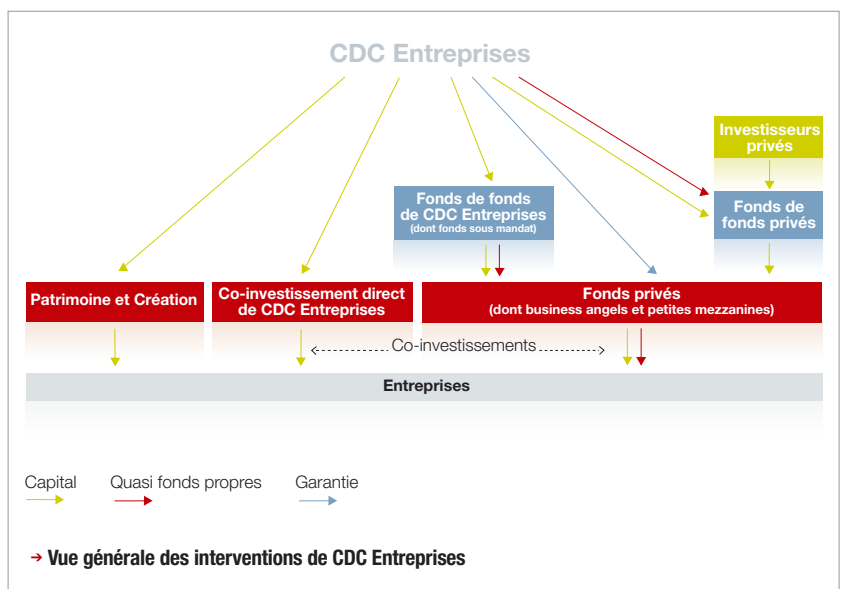 CDC Entreprises
Investisseurs
privés
Fonds de fonds
de CDC Entreprises
(dont fonds sous mandat)
Fonds de
fonds privés
Patrimoine et Création
Co-investissement direct
de CDC Entreprises
Fonds privés
(dont business angels et petites mezzanines)
Co-investissements
Entreprises
Capital
Quasi fonds propres
Garantie
Vue générale des interventions de CDC Entreprises